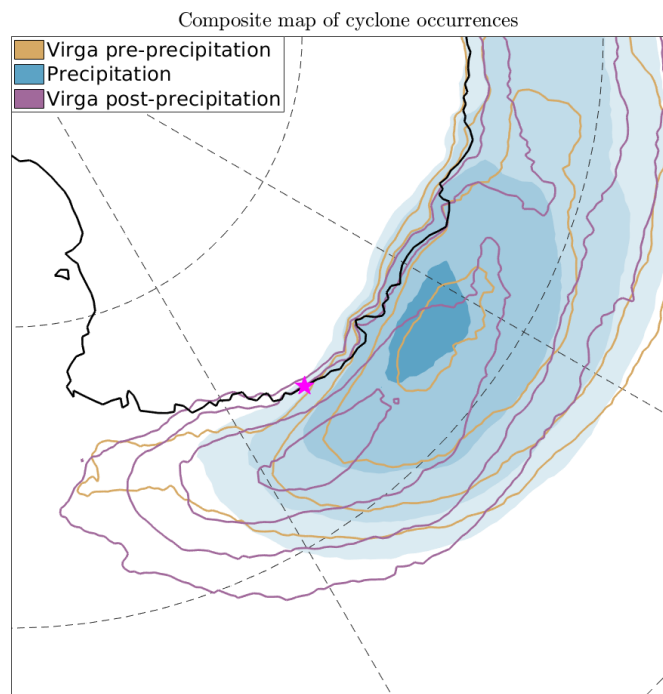 Composite map of cyclone occurrences
Virga pre-precipitation
Precipitation
Virga post-precipitation